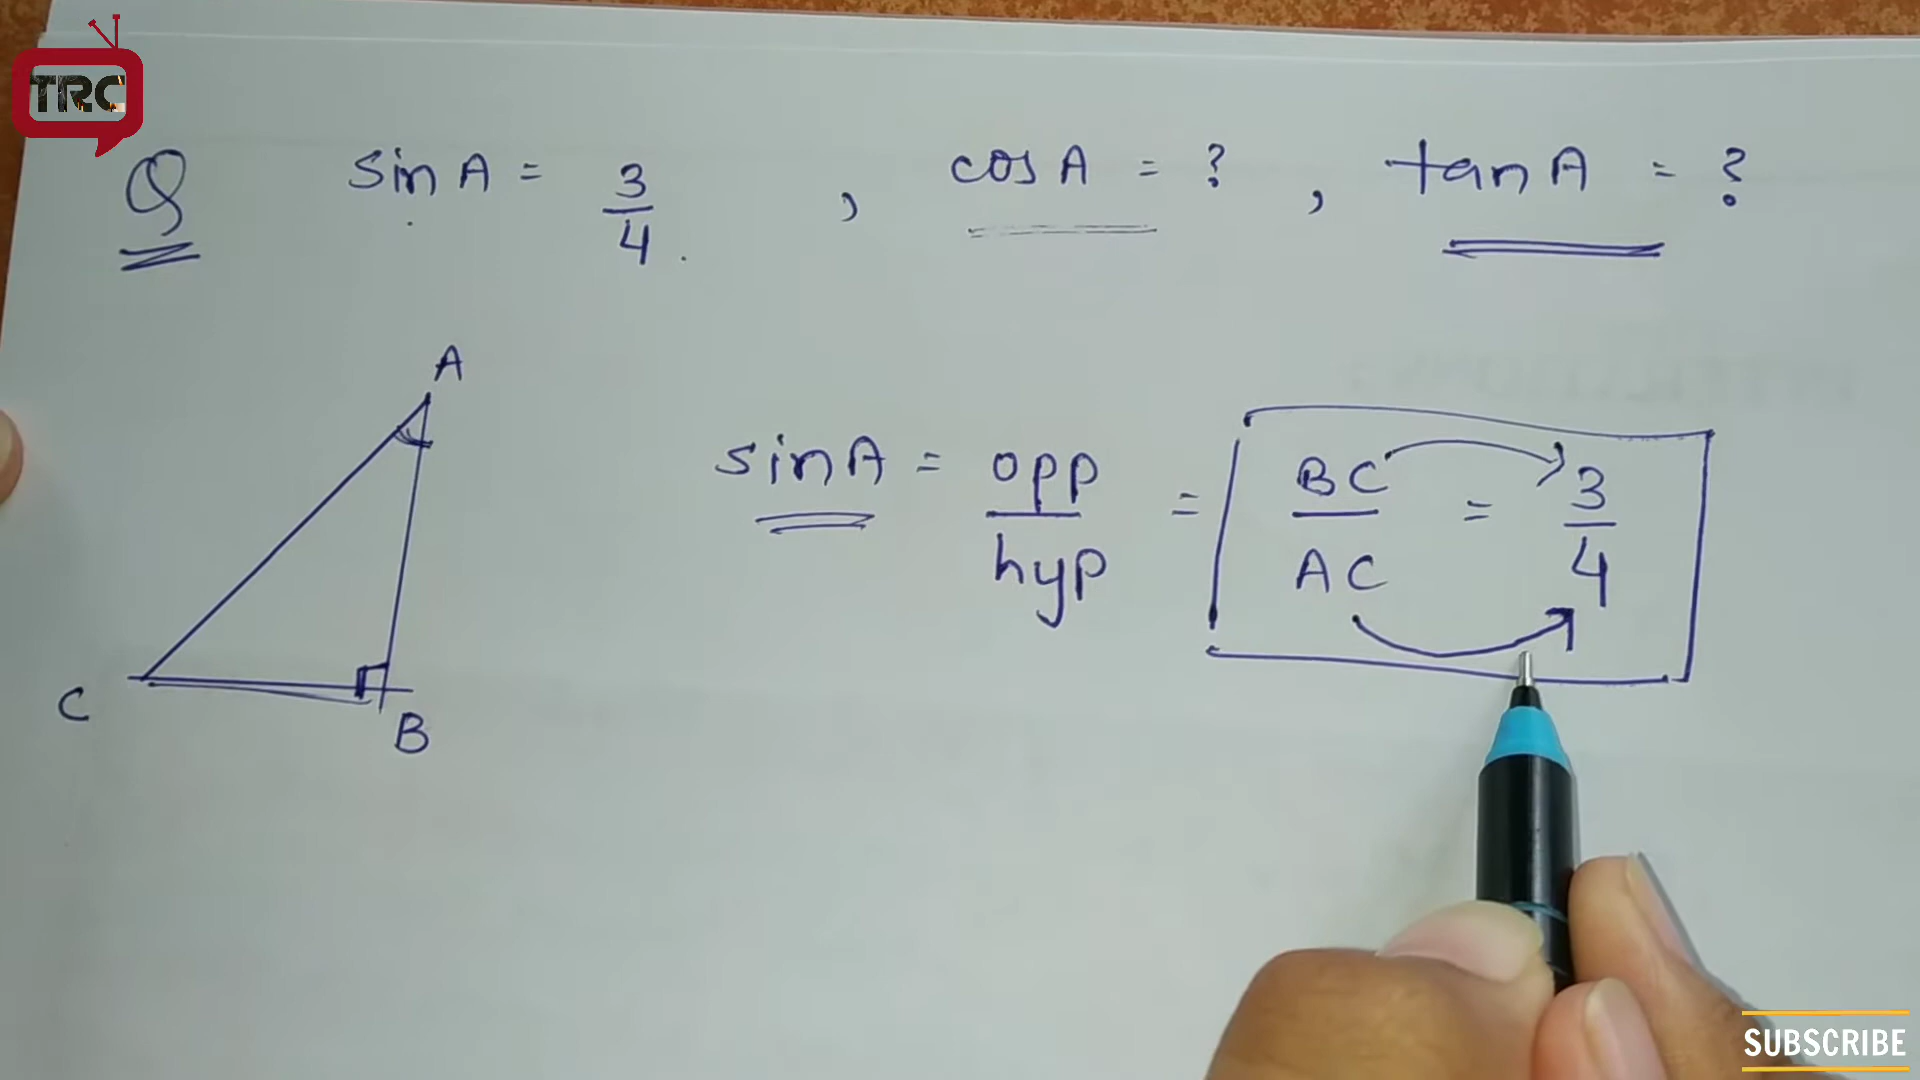 TRC
Q sin A = 3/4 , cos A = ? , tan A = ?
A
sin A = opp/hyp = BC/AC = 3/4
C
B
SUBSCRIBE